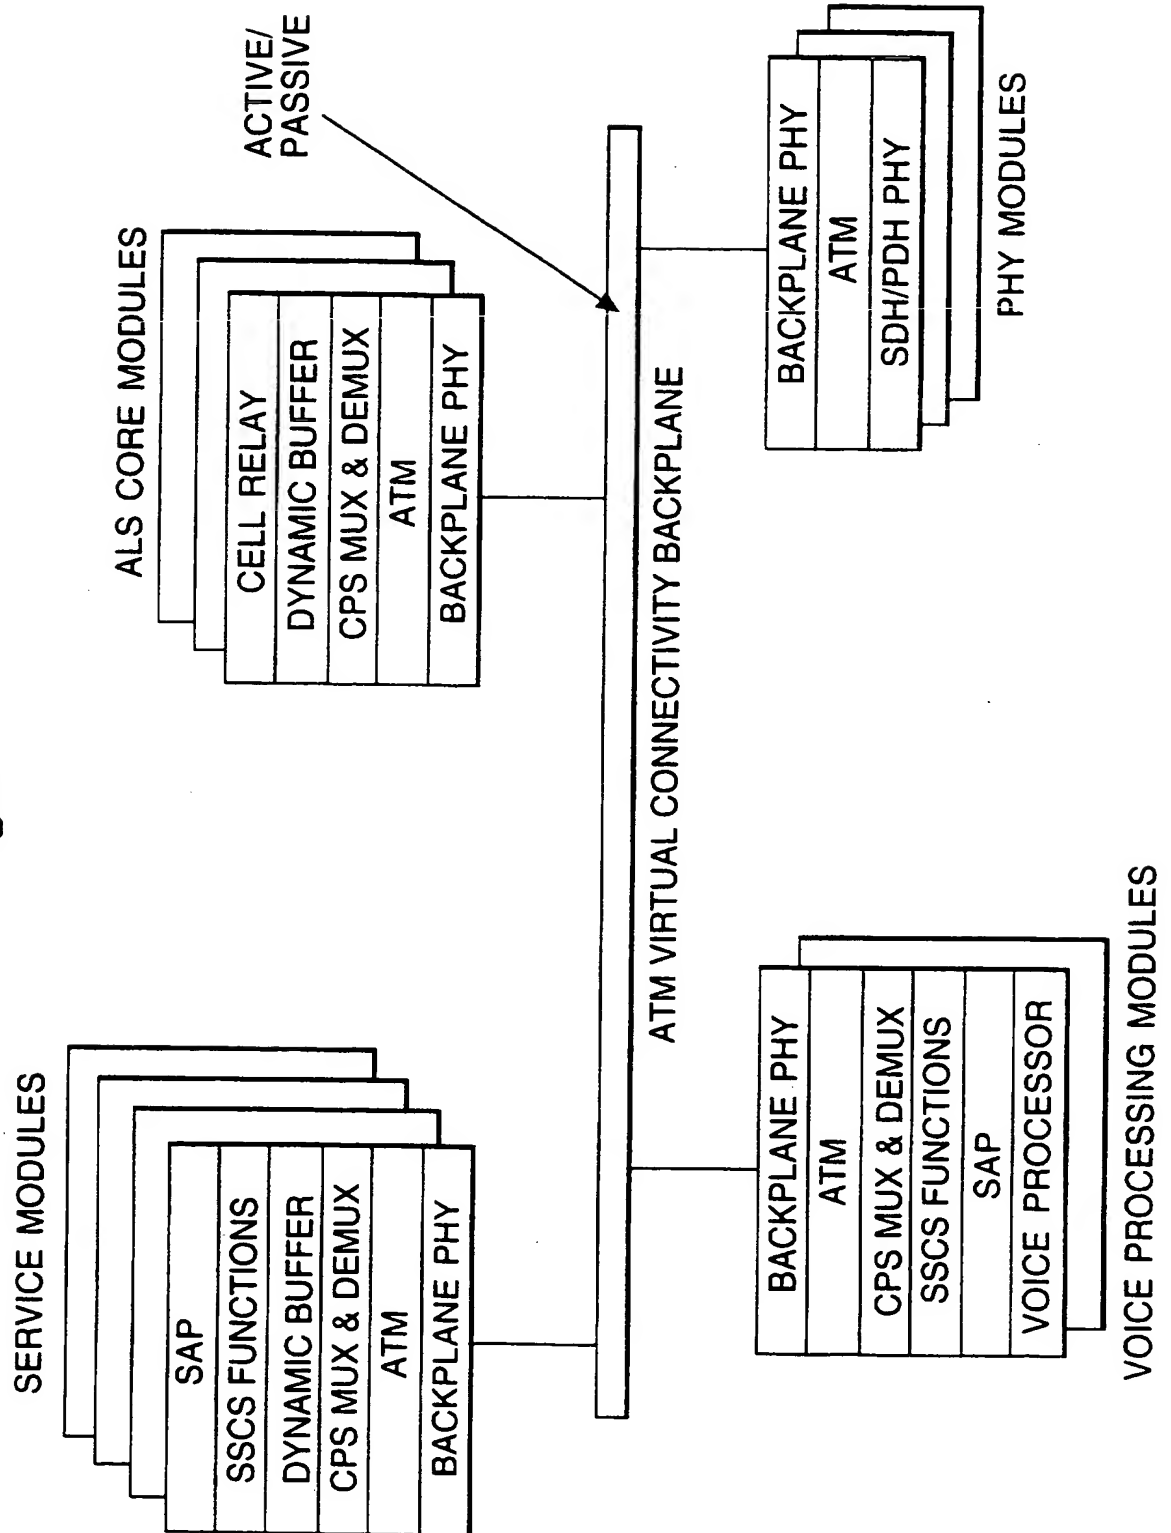 SERVICE MODULES
SAP
SSCS FUNCTIONS
DYNAMIC BUFFER
CPS MUX & DEMUX
ATM
BACKPLANE PHY
ALS CORE MODULES
CELL RELAY
DYNAMIC BUFFER
CPS MUX & DEMUX
ATM
BACKPLANE PHY
ACTIVE/
PASSIVE
ATM VIRTUAL CONNECTIVITY BACKPLANE
BACKPLANE PHY
ATM
CPS MUX & DEMUX
SSCS FUNCTIONS
SAP
VOICE PROCESSOR
VOICE PROCESSING MODULES
BACKPLANE PHY
ATM
SDH/PDH PHY
PHY MODULES